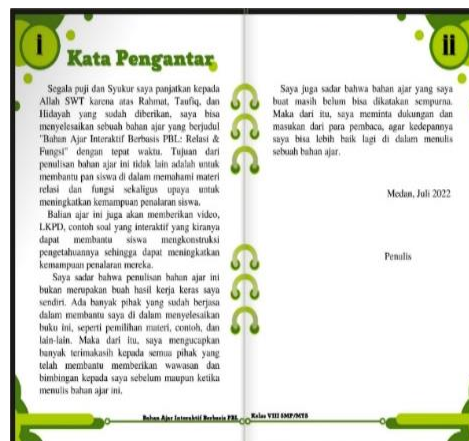 i
Kata Pengantar
Segala puji dan Syukur saya panjatkan kepada
Allah SWT karena atas Rahmat, Taufiq, dan
Hidayah yang sudah diberikan, saya bisa
menyelesaikan sebuah bahan ajar yang berjudul
"Bahan Ajar Interaktif Berbasis PBL: Relasi &
Fungsi" dengan tepat waktu. Tujuan dari
penulisan bahan ajar ini tidak lain adalah untuk
membantu pan siswa di dalam memahami materi
relasi dan fungsi sekaligus upaya untuk
meningkatkan kemampuan penalaran siswa.
Balian ajar ini juga akan memberikan video,
LKPD, contoh soal yang interaktif yang kiranya
dapat membantu siswa mengkonstruksi
pengetahuannya sehingga dapat meningkatkan
kemampuan penalaran mereka.
Saya sadar bahwa penulisan bahan ajar ini
bukan merupakan buah hasil kerja keras saya
sendiri. Ada banyak pihak yang sudah berjasa
dalam membantu saya di dalam menyelesaikan
buku ini, seperti pemilihan materi, contoh, dan
lain-lain. Maka dari itu, saya mengucapkan
banyak terimakasih kepada semua pihak yang
telah membantu memberikan wawasan dan
bimbingan kepada saya sebelum maupun ketika
menulis bahan ajar ini.
Bahan Ajar Interaktif Berbasis PBL
ii
Saya juga sadar bahwa bahan ajar yang saya
buat masih belum bisa dikatakan sempurna.
Maka dari itu, saya meminta dukungan dan
masukan dari para pembaca, agar kedepannya
saya bisa lebih baik lagi di dalam menulis
sebuah bahan ajar.
Medan, Juli 2022
Penulis
Kelas VIII SMP/MTS